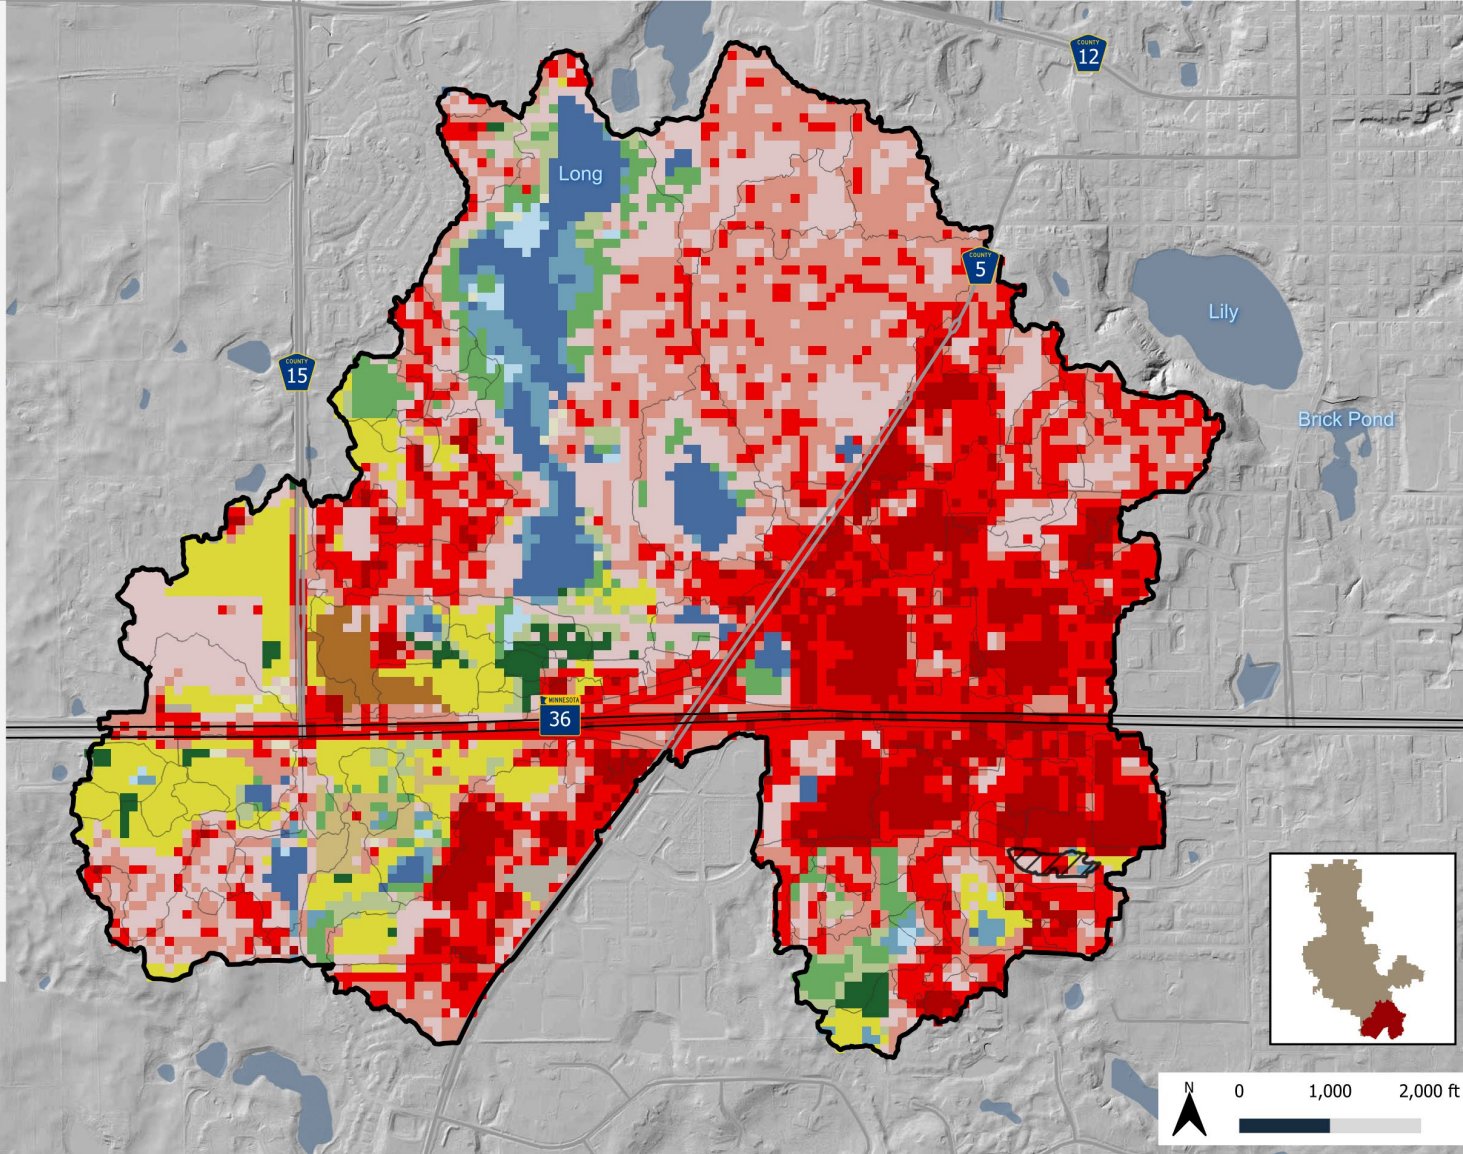 COUNTY
12
Long
COUNTY
5
Lily
COUNTY
15
Brick Pond
MINNESOTA
36
N
0 1,000 2,000 ft